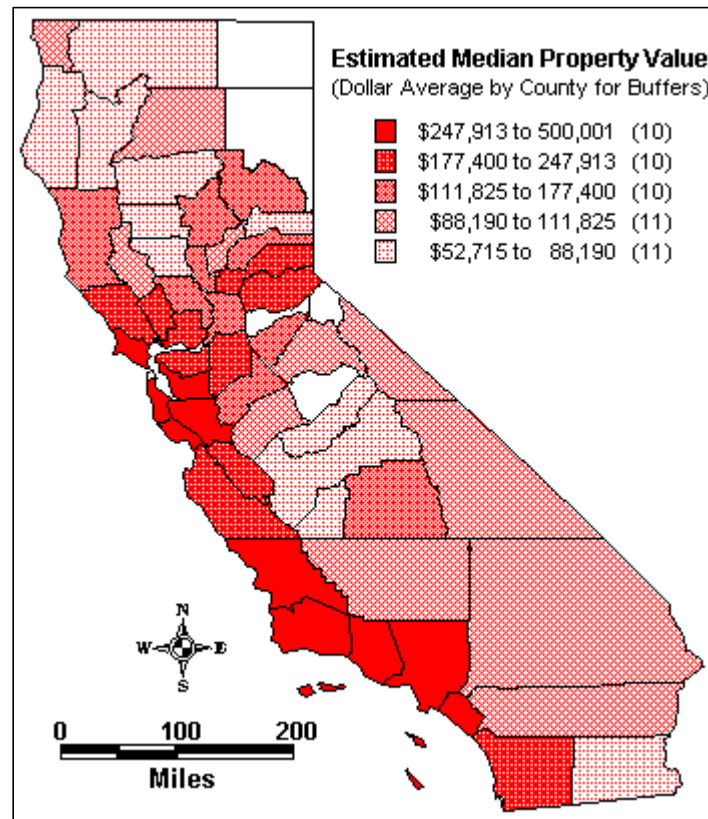 Estimated Median Property Value
(Dollar Average by County for Buffers)
$247,913 to 500,001 (10)
$177,400 to 247,913 (10)
$111,825 to 177,400 (10)
$88,190 to 111,825 (11)
$52,715 to 88,190 (11)
N
W E
S
0 100 200
Miles